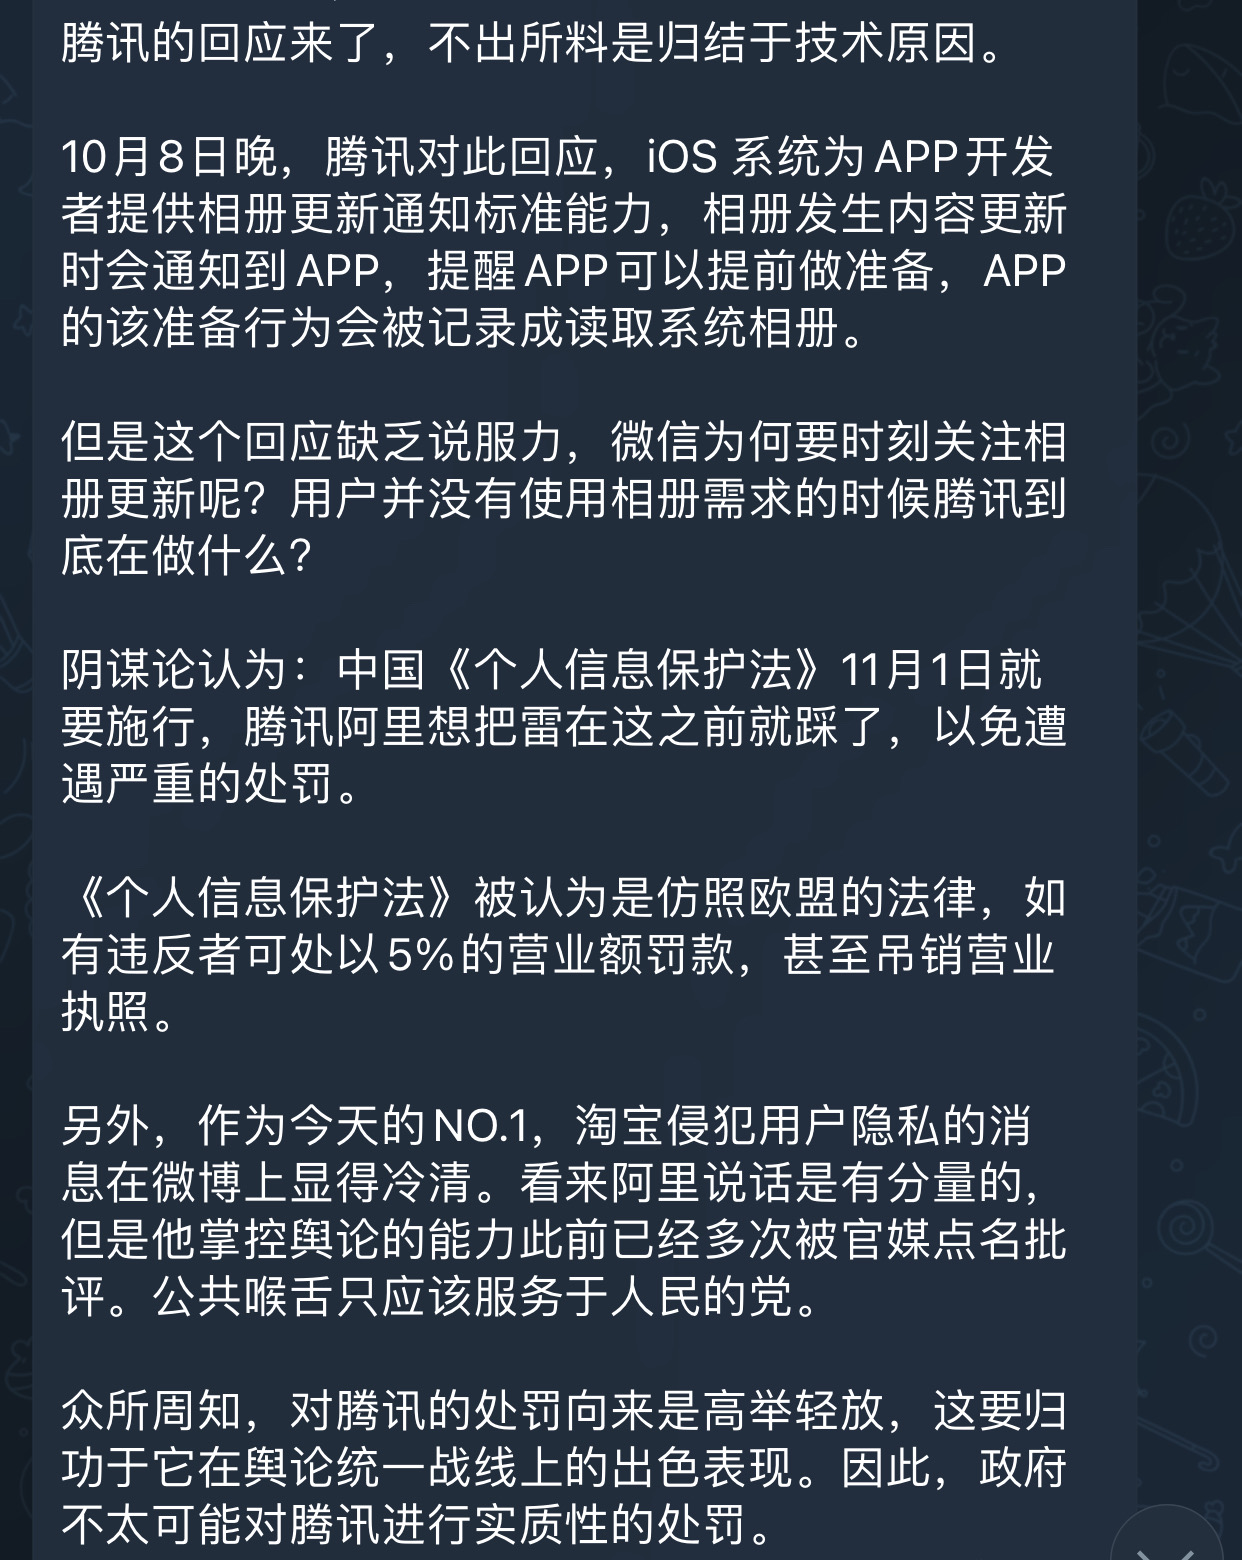 腾讯的回应来了，不出所料是归结于技术原因。
10月8日晚，腾讯对此回应，iOS 系统为APP开发
者提供相册更新通知标准能力，相册发生内容更新
时会通知到APP，提醒APP可以提前做准备，APP
的该准备行为会被记录成读取系统相册。
但是这个回应缺乏说服力，微信为何要时刻关注相
册更新呢？用户并没有使用相册需求的时候腾讯到
底在做什么？
阴谋论认为：中国《个人信息保护法》11月1日就
要施行，腾讯阿里想把雷在这之前就踩了，以免遭
遇严重的处罚。
《个人信息保护法》被认为是仿照欧盟的法律，如
有违反者可处以5%的营业额罚款，甚至吊销营业
执照。
另外，作为今天的NO.1，淘宝侵犯用户隐私的消
息在微博上显得冷清。看来阿里说话是有分量的，
但是他掌控舆论的能力此前已经多次被官媒点名批
评。公共喉舌只应该服务于人民的党。
众所周知，对腾讯的处罚向来是高举轻放，这要归
功于它在舆论统一战线上的出色表现。因此，政府
不太可能对腾讯进行实质性的处罚。